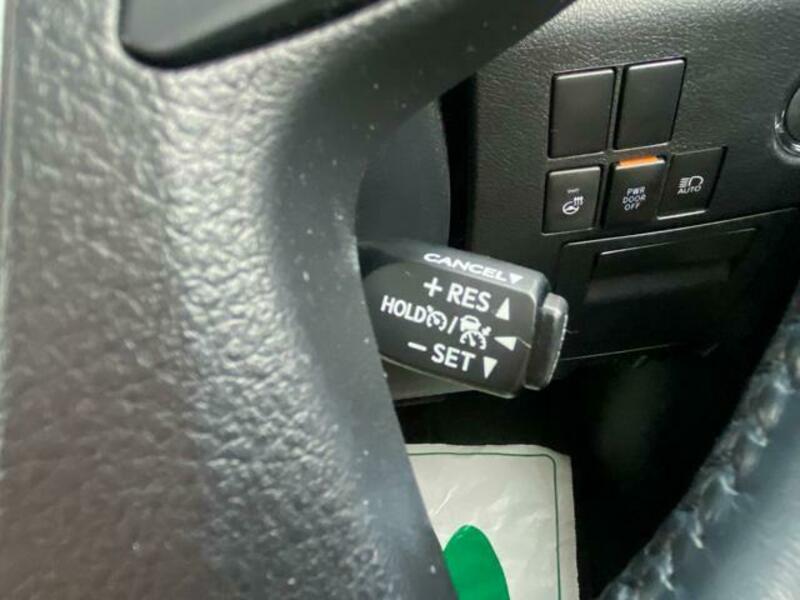 CANCEL
+ RES
HOLD /
− SET
PWR
DOOR
OFF
AUTO